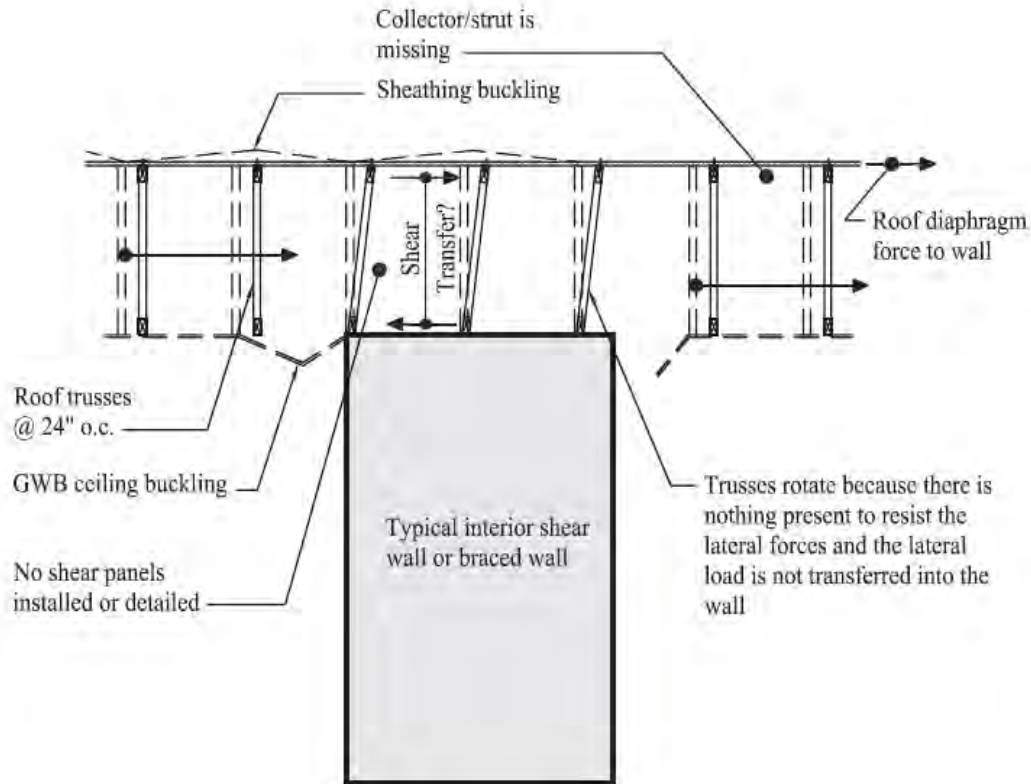 Collector/strut is
missing
Sheathing buckling
Roof diaphragm
force to wall
Shear
Transfer?
Roof trusses
@ 24" o.c.
GWB ceiling buckling
No shear panels
installed or detailed
Typical interior shear
wall or braced wall
Trusses rotate because there is
nothing present to resist the
lateral forces and the lateral
load is not transferred into the
wall